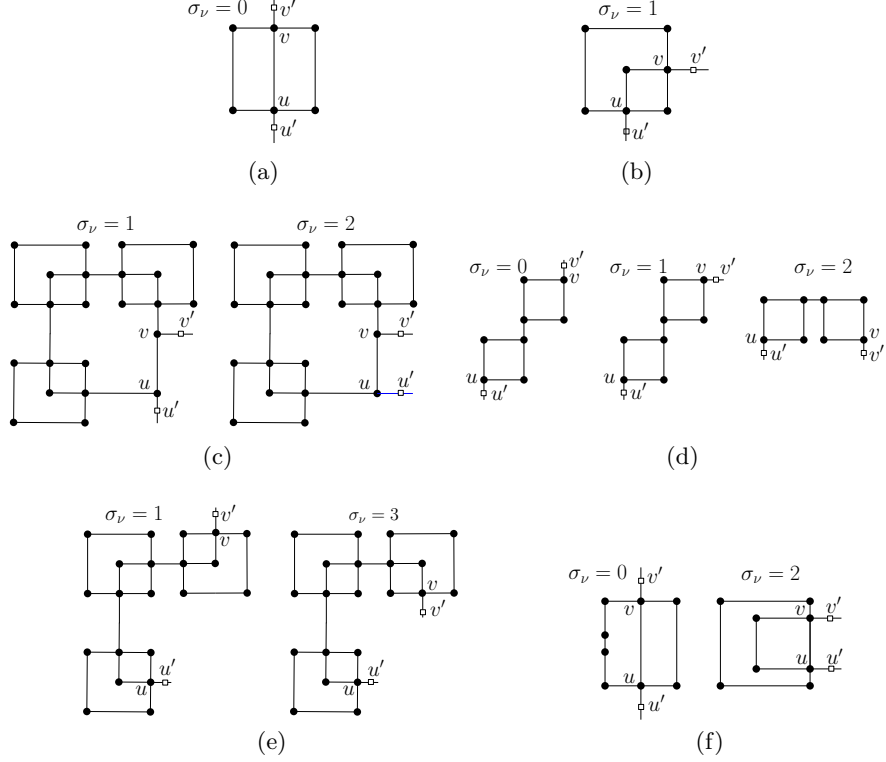 σ_ν = 0
v′
v
u
u′
(a)
σ_ν = 1
v
v′
u
u′
(b)
σ_ν = 1
v′
v
u
u′
σ_ν = 2
v′
v
u
u′
(c)
σ_ν = 0
v′
v
u
u′
σ_ν = 1
v v′
u
u′
σ_ν = 2
u
u′
v
v′
(d)
σ_ν = 1
v′
v
u′
u
σ_ν = 3
v
v′
u′
u
(e)
σ_ν = 0
v′
v
u
u′
σ_ν = 2
v v′
u u′
(f)